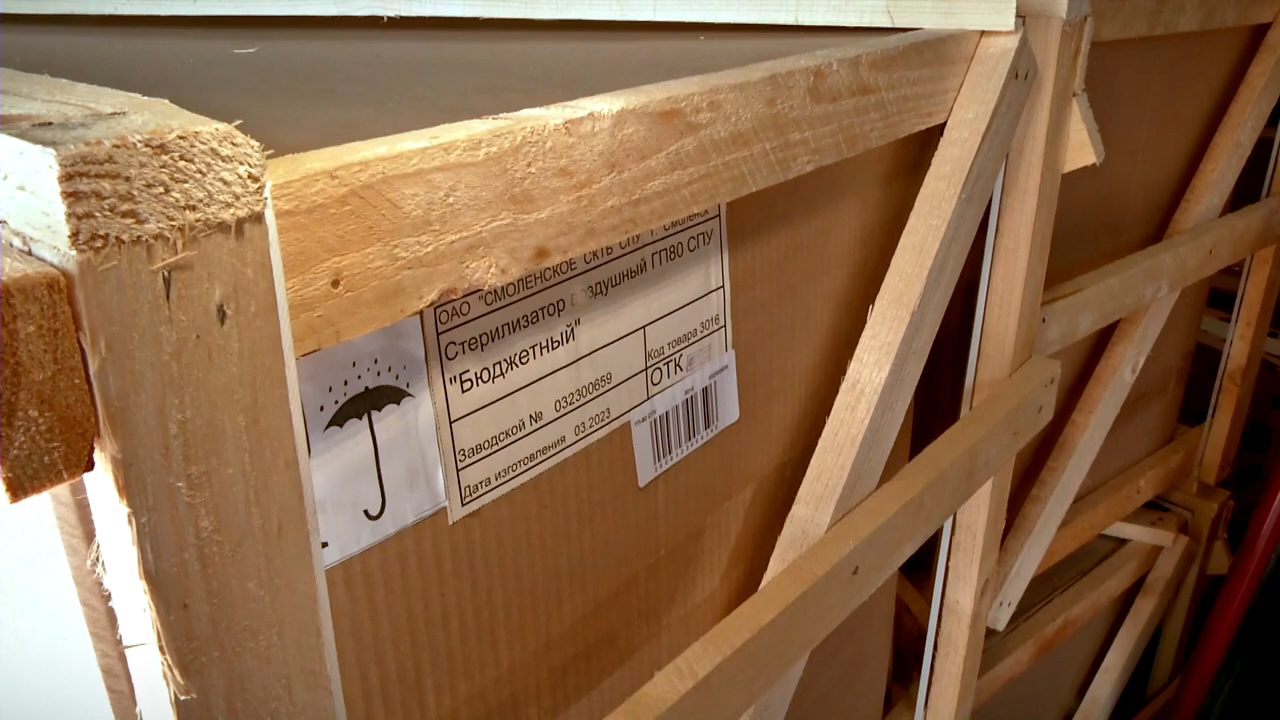 ОАО "СМОЛЕНСКОЕ СКТБ СПУ" г. Смоленск
Стерилизатор воздушный ГП80 СПУ
"Бюджетный"
Код товара 3016
Заводской № 032300659
ОТК
Дата изготовления 03.2023